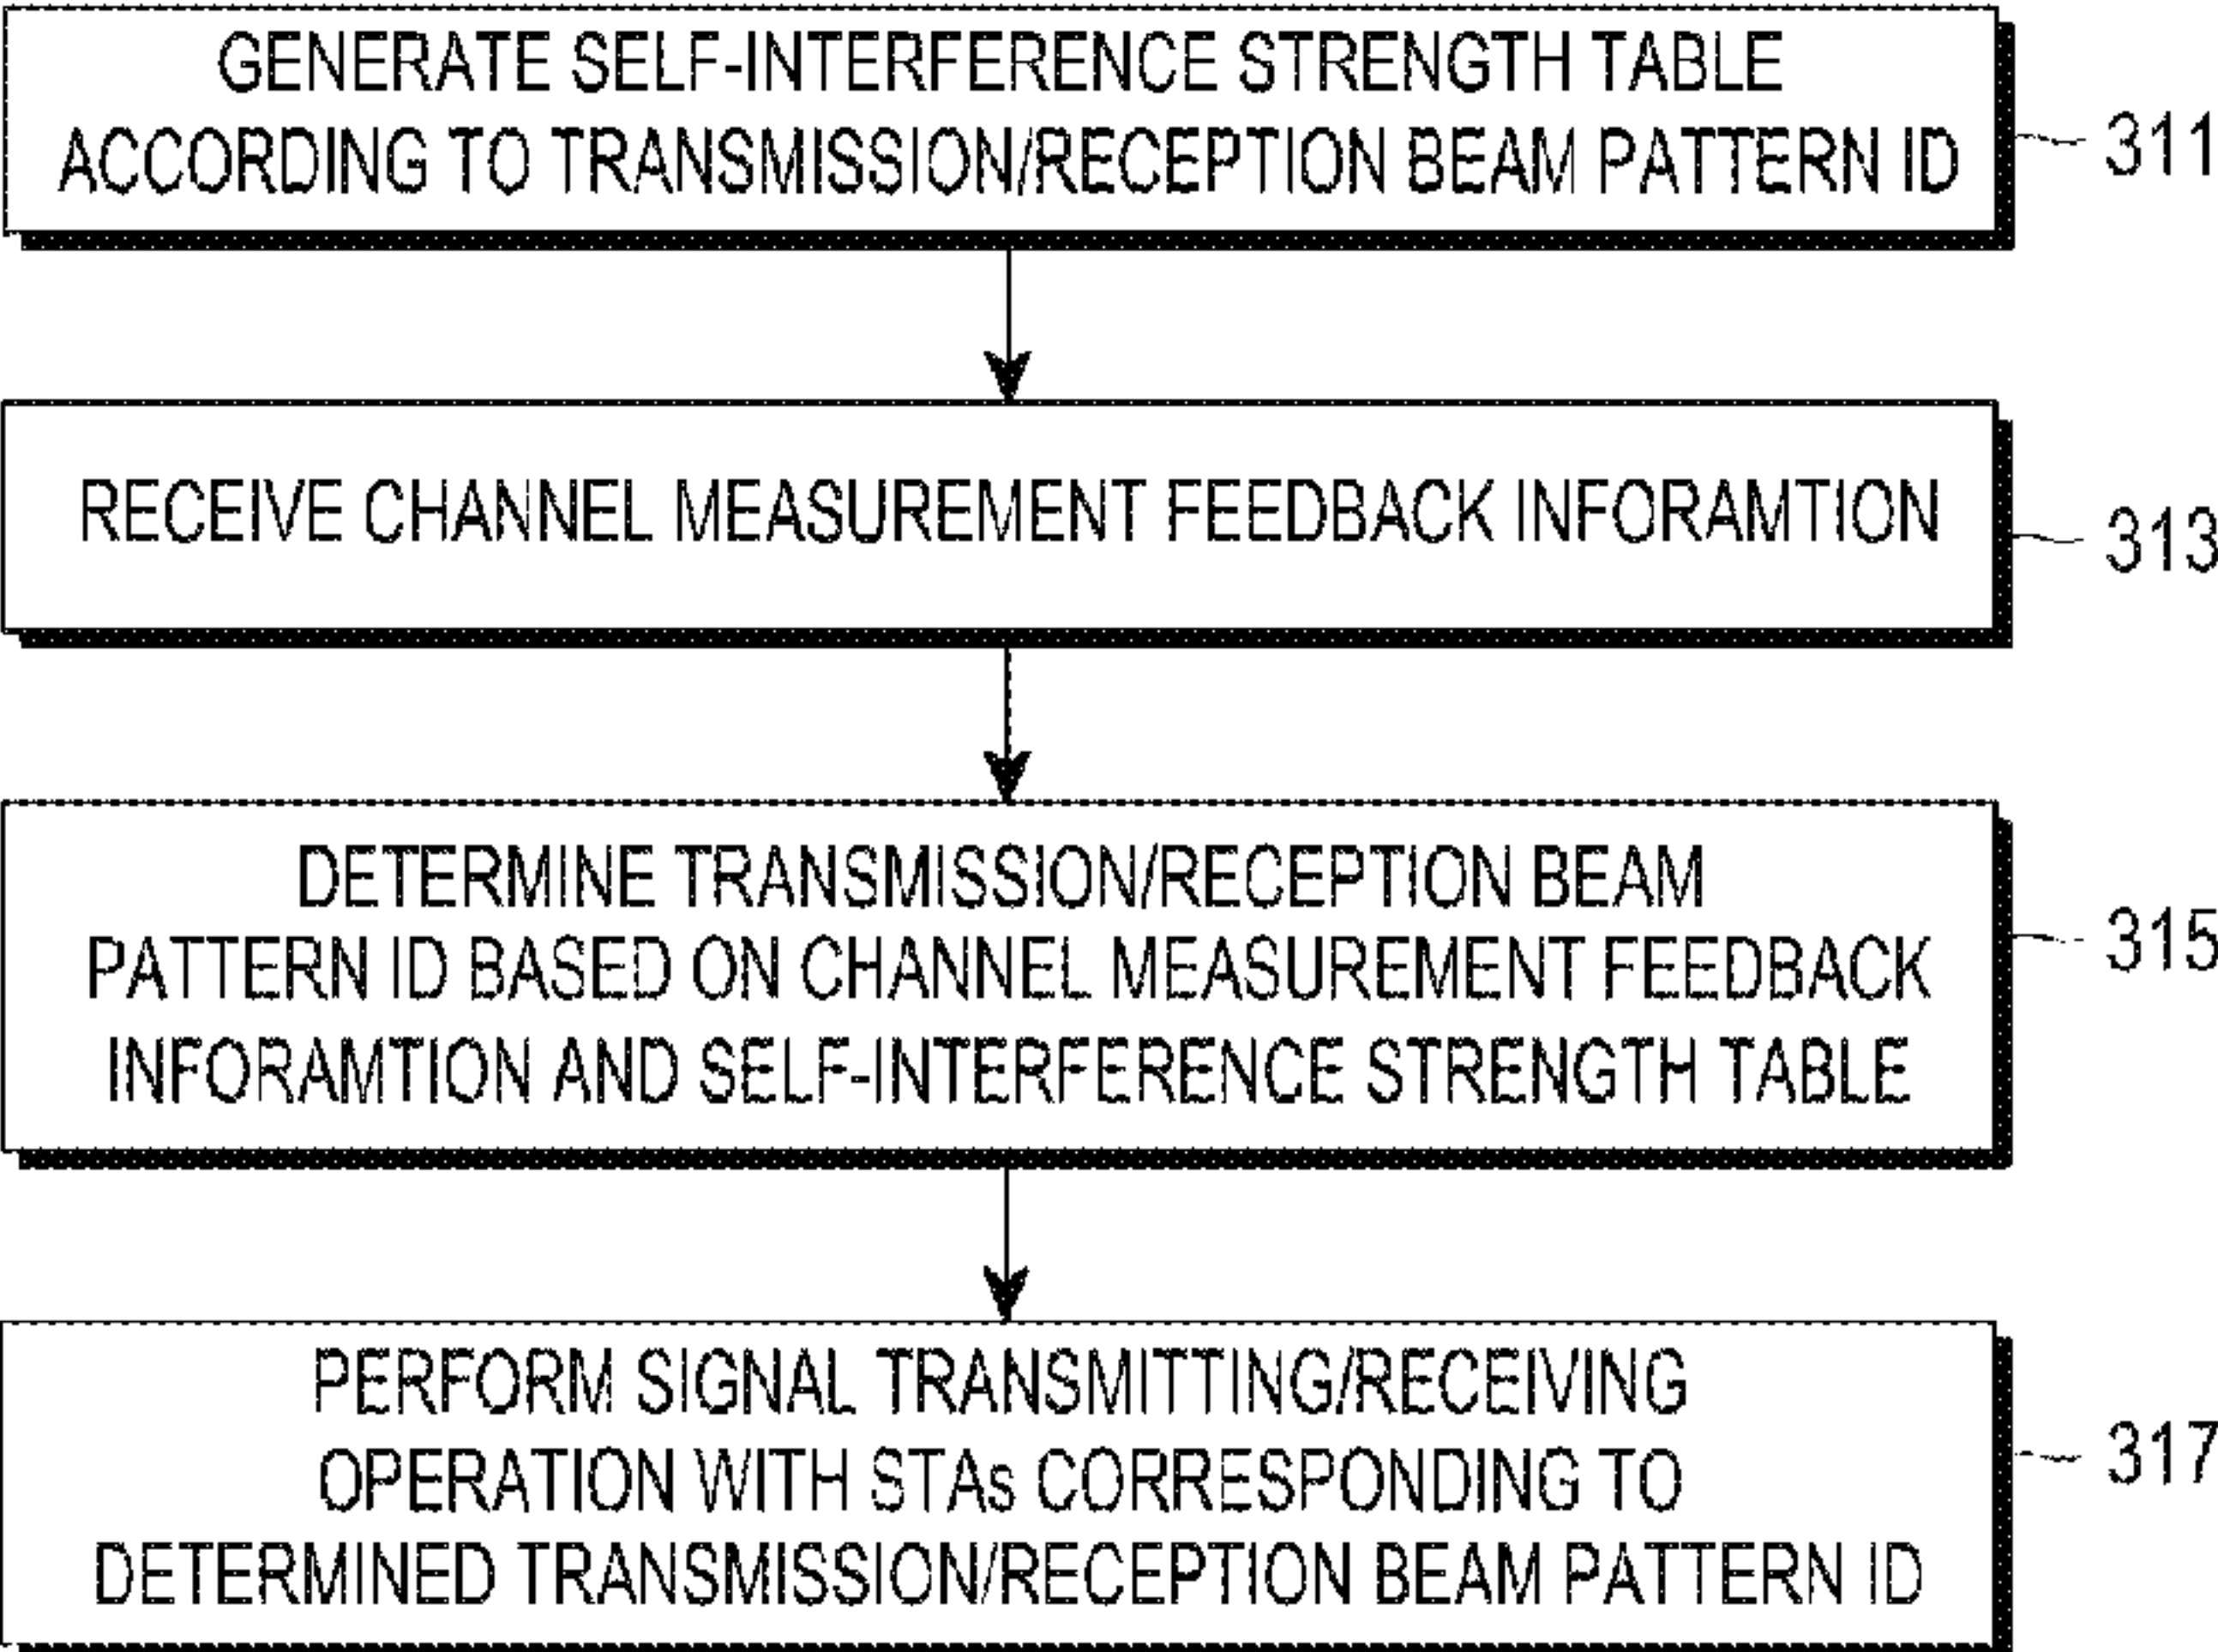 GENERATE SELF-INTERFERENCE STRENGTH TABLE
ACCORDING TO TRANSMISSION/RECEPTION BEAM PATTERN ID
311
RECEIVE CHANNEL MEASUREMENT FEEDBACK INFORAMTION
313
DETERMINE TRANSMISSION/RECEPTION BEAM
PATTERN ID BASED ON CHANNEL MEASUREMENT FEEDBACK
INFORAMTION AND SELF-INTERFERENCE STRENGTH TABLE
315
PERFORM SIGNAL TRANSMITTING/RECEIVING
OPERATION WITH STAs CORRESPONDING TO
DETERMINED TRANSMISSION/RECEPTION BEAM PATTERN ID
317